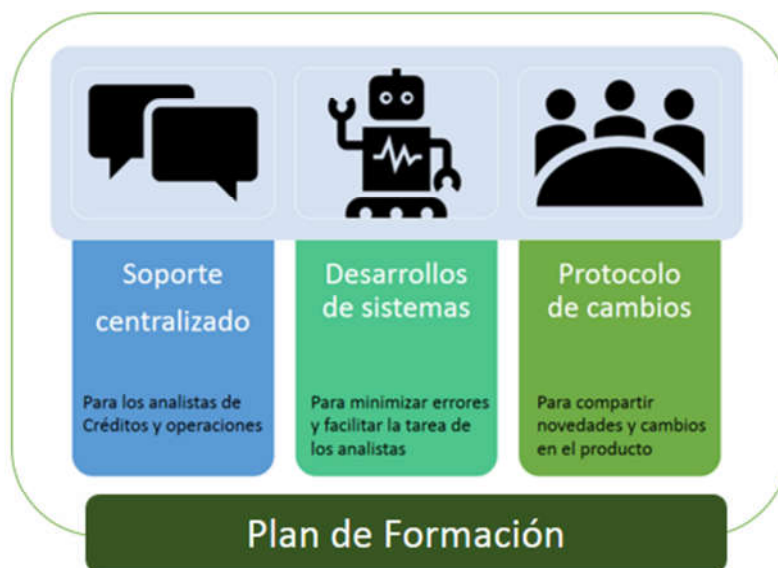 Soporte
centralizado
Para los analistas de
Créditos y operaciones
Desarrollos
de sistemas
Para minimizar errores
y facilitar la tarea de
los analistas
Protocolo
de cambios
Para compartir
novedades y cambios
en el producto
Plan de Formación